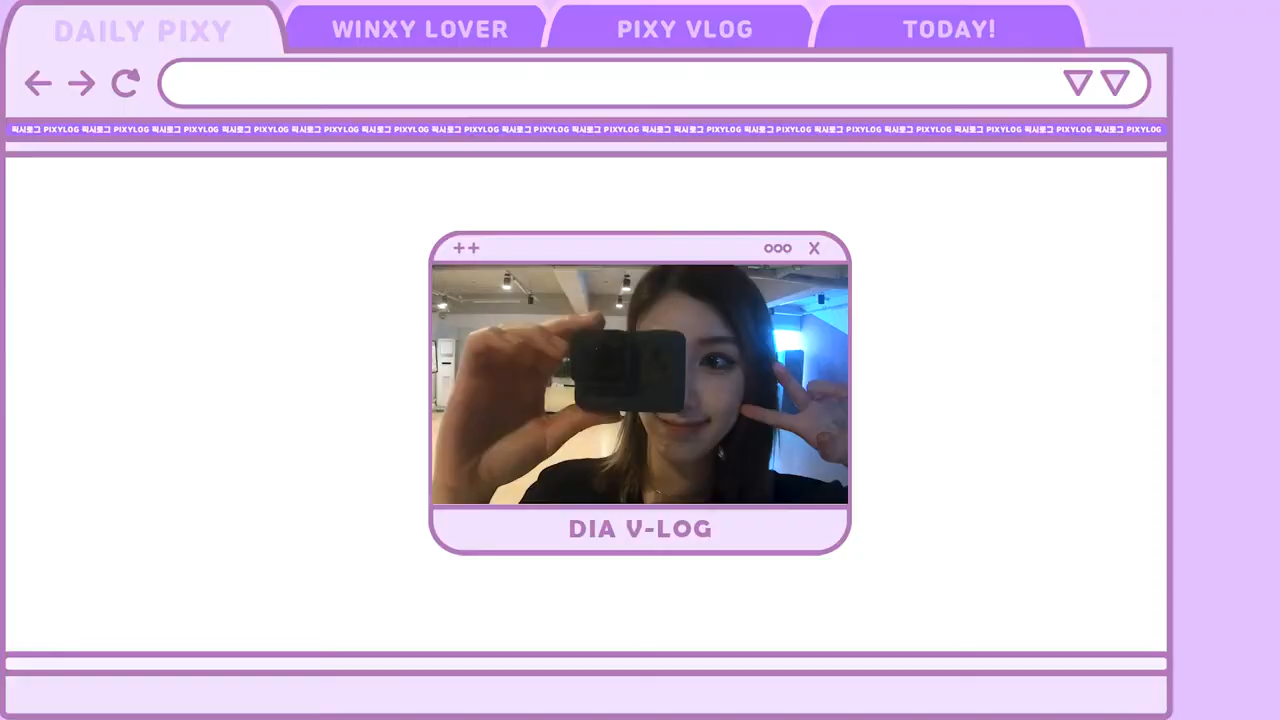 DAILY PIXY
WINXY LOVER
PIXY VLOG
TODAY!
픽시로그 PIXYLOG 픽시로그 PIXYLOG 픽시로그 PIXYLOG 픽시로그 PIXYLOG 픽시로그 PIXYLOG 픽시로그 PIXYLOG 픽시로그 PIXYLOG 픽시로그 PIXYLOG 픽시로그 PIXYLOG 픽시로그 PIXYLOG 픽시로그 PIXYLOG 픽시로그 PIXYLOG 픽시로그 PIXYLOG 픽시로그 PIXYLOG 픽시로그 PIXYLOG 픽시로그 PIXYLOG
++
ooo X
DIA V-LOG